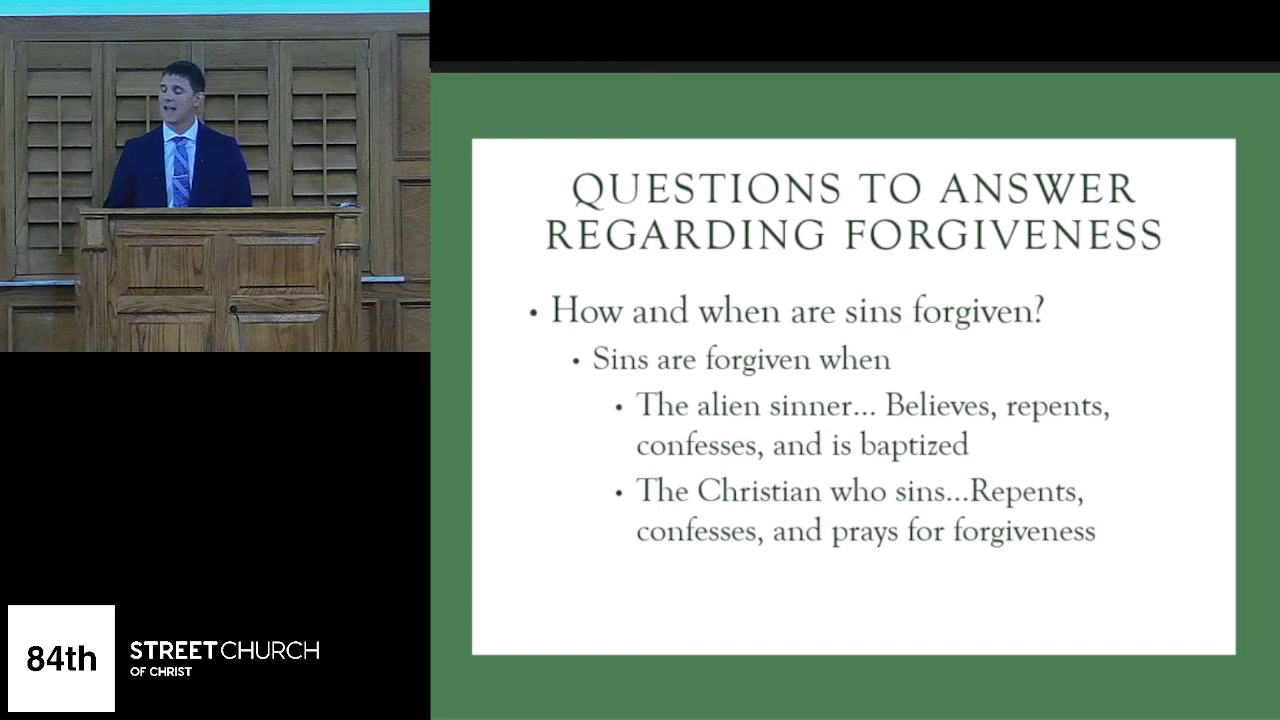 QUESTIONS TO ANSWER
REGARDING FORGIVENESS
• How and when are sins forgiven?
• Sins are forgiven when
• The alien sinner... Believes, repents,
confesses, and is baptized
• The Christian who sins...Repents,
confesses, and prays for forgiveness
84th
STREET CHURCH
OF CHRIST